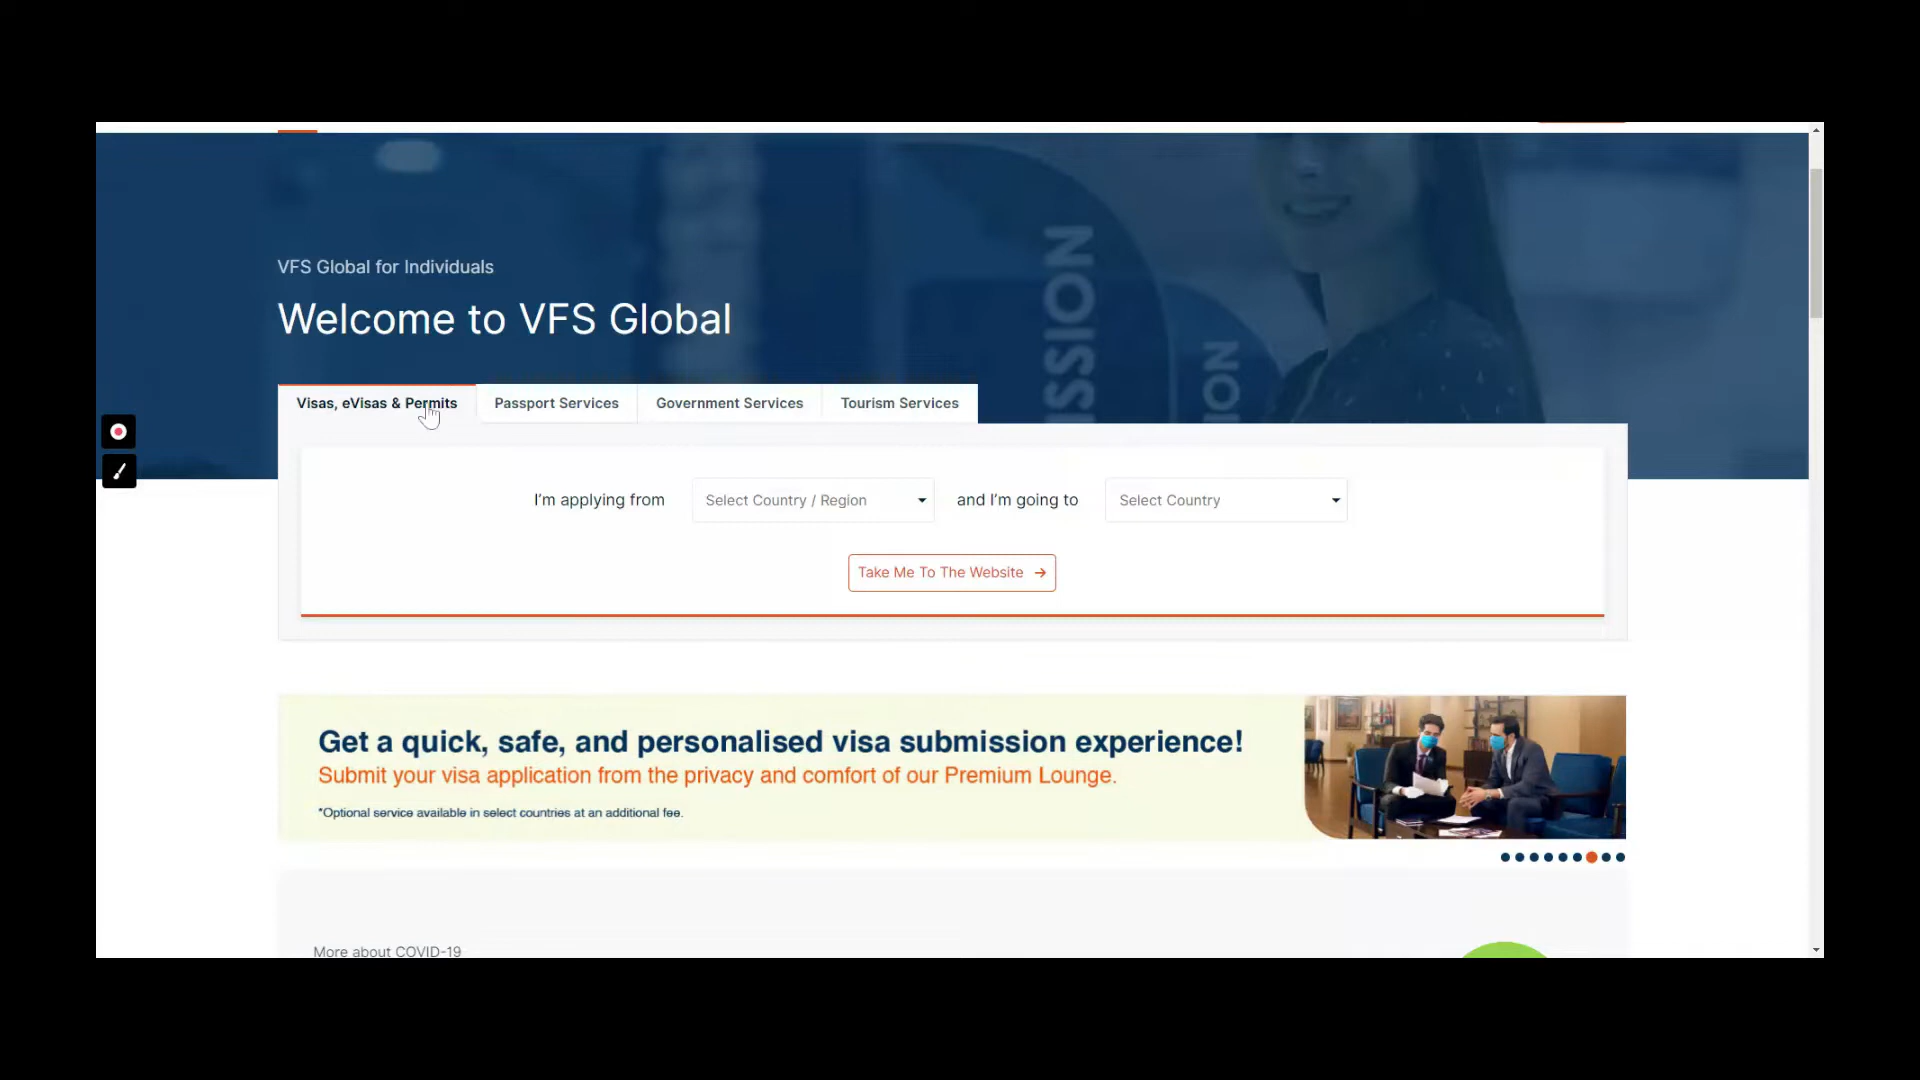 VFS Global for Individuals
Welcome to VFS Global
Visas, eVisas & Permits
Passport Services
Government Services
Tourism Services
I'm applying from
Select Country / Region
and I'm going to
Select Country
Take Me To The Website
Get a quick, safe, and personalised visa submission experience!
Submit your visa application from the privacy and comfort of our Premium Lounge.
*Optional service available in select countries at an additional fee.
More about COVID-19
ISSION
ION